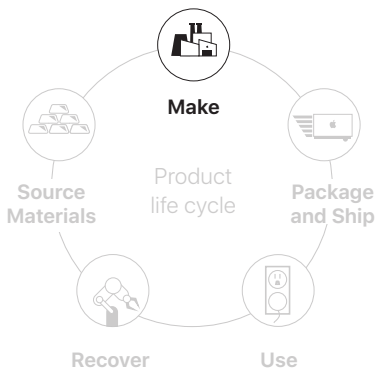 Make
Product
life cycle
Source
Materials
Package
and Ship
Recover
Use